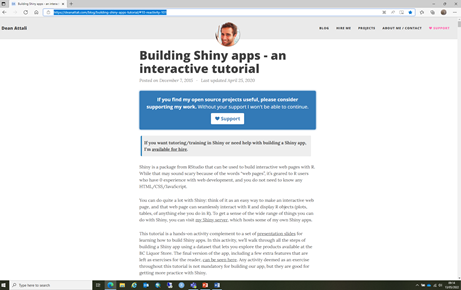 Building Shiny apps - an inter
https://deanattali.com/blog/building-shiny-apps-tutorial/
Dean Attali
BLOG HIRE ME PROJECTS ABOUT ME / CONTACT SUPPORT
Building Shiny apps - an
interactive tutorial
Posted on December 7, 2015 Last updated April 25, 2020
If you find my open source projects useful, please consider
supporting my work. Without your support I won't be able to continue.
Support
If you want tutoring/training in Shiny or need help with building a Shiny app,
I'm available for hire.
Shiny is a package from RStudio that can be used to build interactive web pages with R.
While that may sound scary because of the words "web pages", it's geared to R users
who have 0 experience with web development, and you do not need to know any
HTML/CSS/JavaScript.
You can do quite a lot with Shiny: think of it as an easy way to make an interactive web
page, and that web page can seamlessly interact with R and display R objects (plots,
tables, of anything else you do in R). To get a sense of the wide range of things you can
do with Shiny, you can visit my Shiny server, which hosts some of my own Shiny apps.
This tutorial is a hands-on activity complement to a set of presentation slides for
learning how to build Shiny apps. In this activity, we'll walk through all the steps of
building a Shiny app using a dataset that lets you explore the products available at the
BC Liquor Store. The final version of the app, including a few extra features that are
left as exercises for the reader, can be seen here. Any activity deemed as an exercise
throughout this tutorial is not mandatory for building our app, but they are good for
getting more practice with Shiny.
Type here to search